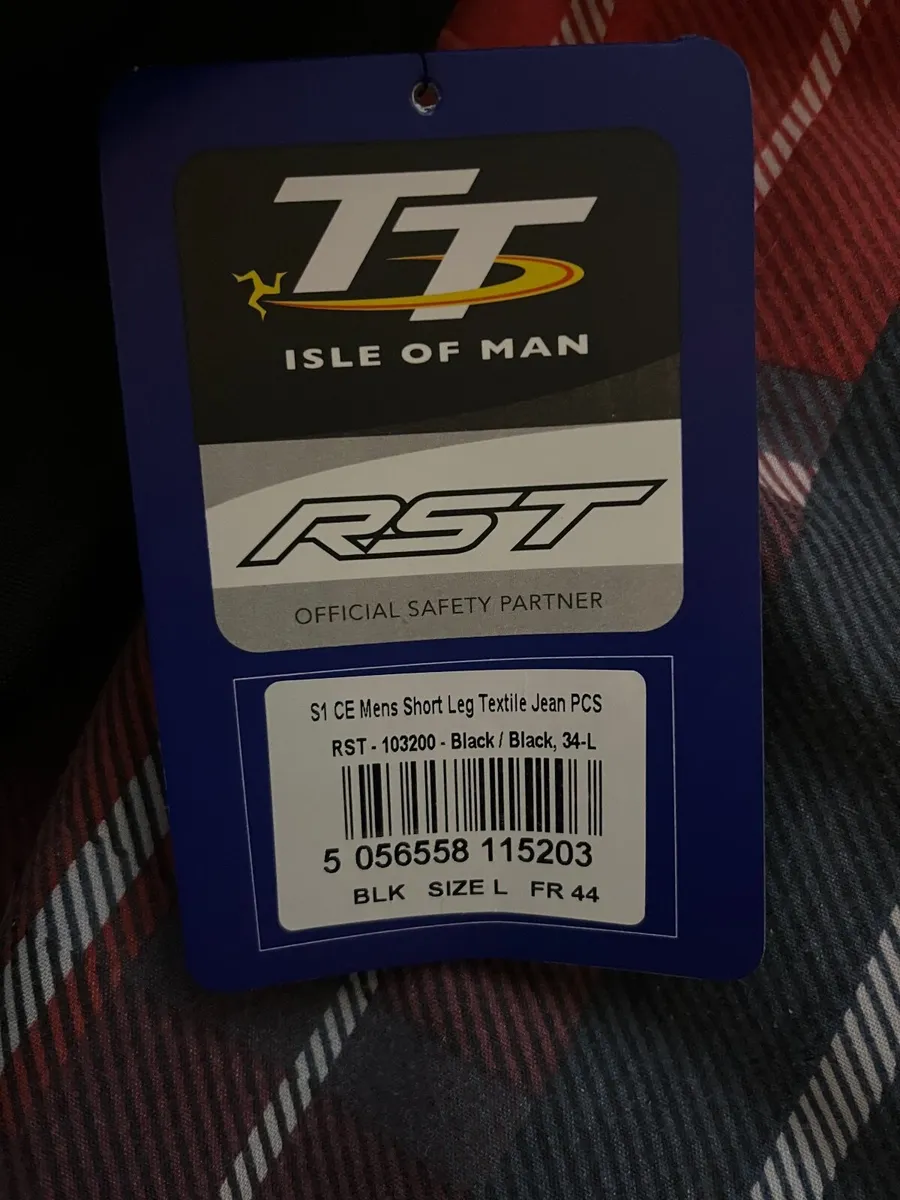 TT
ISLE OF MAN
RST
OFFICIAL SAFETY PARTNER
S1 CE Mens Short Leg Textile Jean PCS
RST - 103200 - Black / Black, 34-L
5 056558 115203
BLK SIZE L FR 44